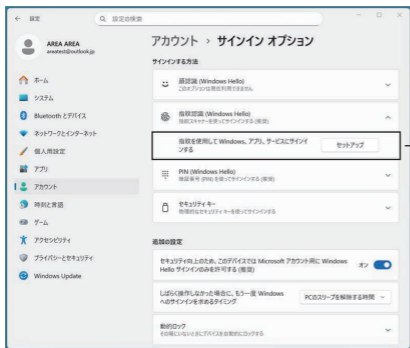 ← 設定
設定の検索
AREA AREA
areatest@outlook.jp
ホーム
システム
Bluetooth とデバイス
ネットワークとインターネット
個人用設定
アプリ
アカウント
時刻と言語
ゲーム
アクセシビリティ
プライバシーとセキュリティ
Windows Update
アカウント › サインイン オプション
サインインする方法
顔認識 (Windows Hello)
このオプションは現在利用できません
指紋認識 (Windows Hello)
指紋スキャナーを使ってサインインする (推奨)
指紋を使用して Windows、アプリ、サービスにサインイ
ンする
セットアップ
PIN (Windows Hello)
暗証番号 (PIN) を使ってサインインする (推奨)
セキュリティ キー
物理的なセキュリティ キーを使ってサインインする
追加の設定
セキュリティ向上のため、このデバイスでは Microsoft アカウント用に Windows
Hello サインインのみを許可する (推奨)
オン
しばらく操作しなかった場合に、もう一度 Windows
へのサインインを求めるタイミング
PCのスリープを解除する時間
動的ロック
その場にいないときにデバイスを自動的にロックする